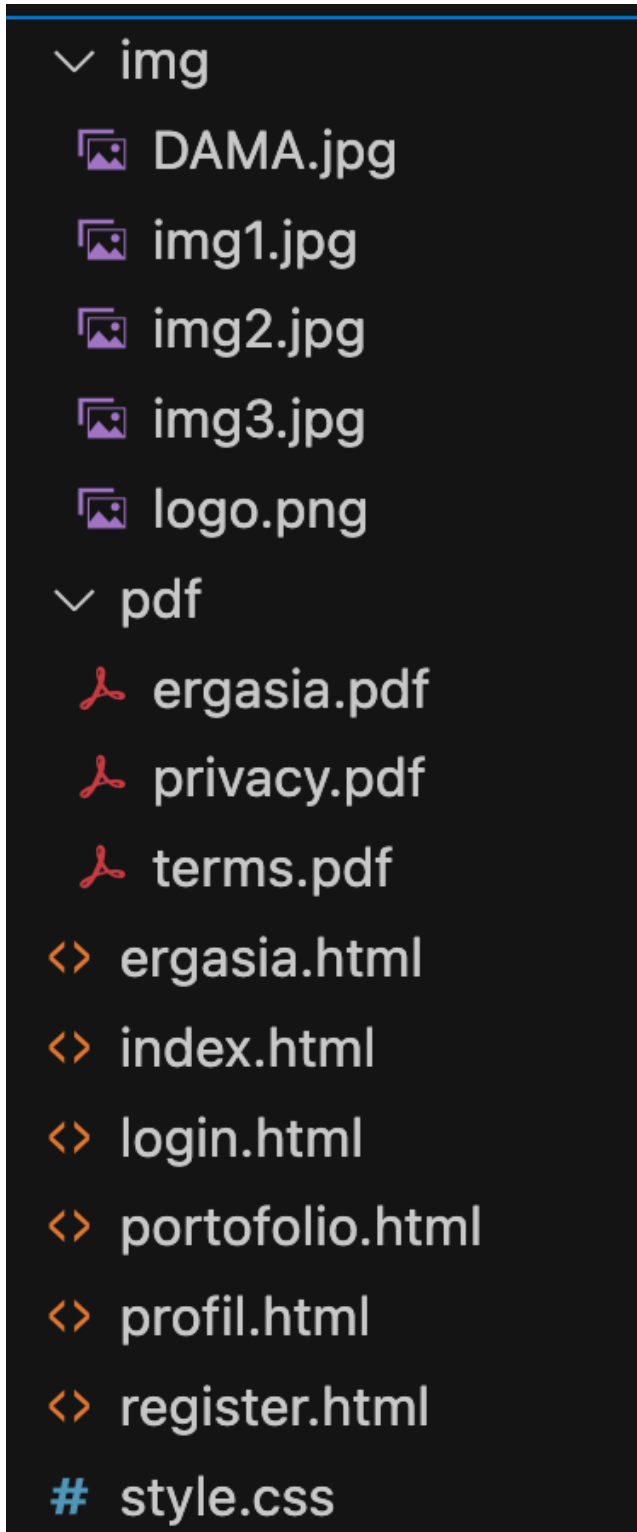 img
DAMA.jpg
img1.jpg
img2.jpg
img3.jpg
logo.png
pdf
ergasia.pdf
privacy.pdf
terms.pdf
ergasia.html
index.html
login.html
portofolio.html
profil.html
register.html
# style.css